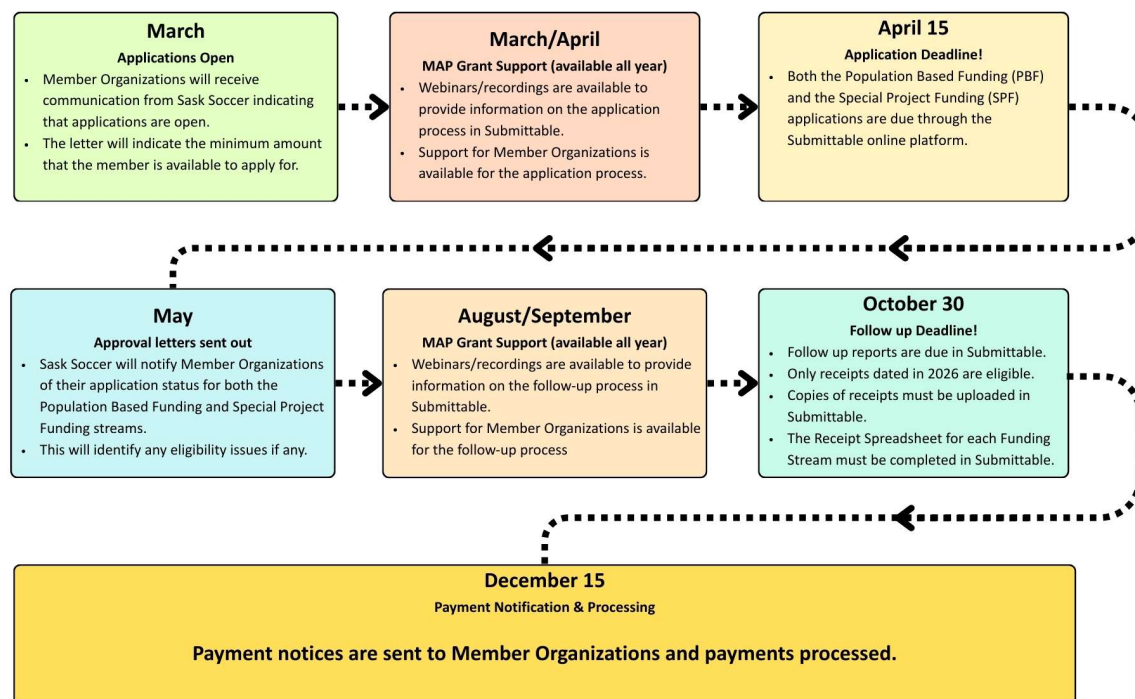 March
Applications Open
• Member Organizations will receive
communication from Sask Soccer indicating
that applications are open.
• The letter will indicate the minimum amount
that the member is available to apply for.
March/April
MAP Grant Support (available all year)
• Webinars/recordings are available to
provide information on the application
process in Submittable.
• Support for Member Organizations is
available for the application process.
April 15
Application Deadline!
• Both the Population Based Funding (PBF)
and the Special Project Funding (SPF)
applications are due through the
Submittable online platform.
May
Approval letters sent out
• Sask Soccer will notify Member Organizations
of their application status for both the
Population Based Funding and Special Project
Funding streams.
• This will identify any eligibility issues if any.
August/September
MAP Grant Support (available all year)
• Webinars/recordings are available to provide
information on the follow-up process in
Submittable.
• Support for Member Organizations is available
for the follow-up process
October 30
Follow up Deadline!
• Follow up reports are due in Submittable.
• Only receipts dated in 2026 are eligible.
• Copies of receipts must be uploaded in
Submittable.
• The Receipt Spreadsheet for each Funding
Stream must be completed in Submittable.
December 15
Payment Notification & Processing
Payment notices are sent to Member Organizations and payments processed.